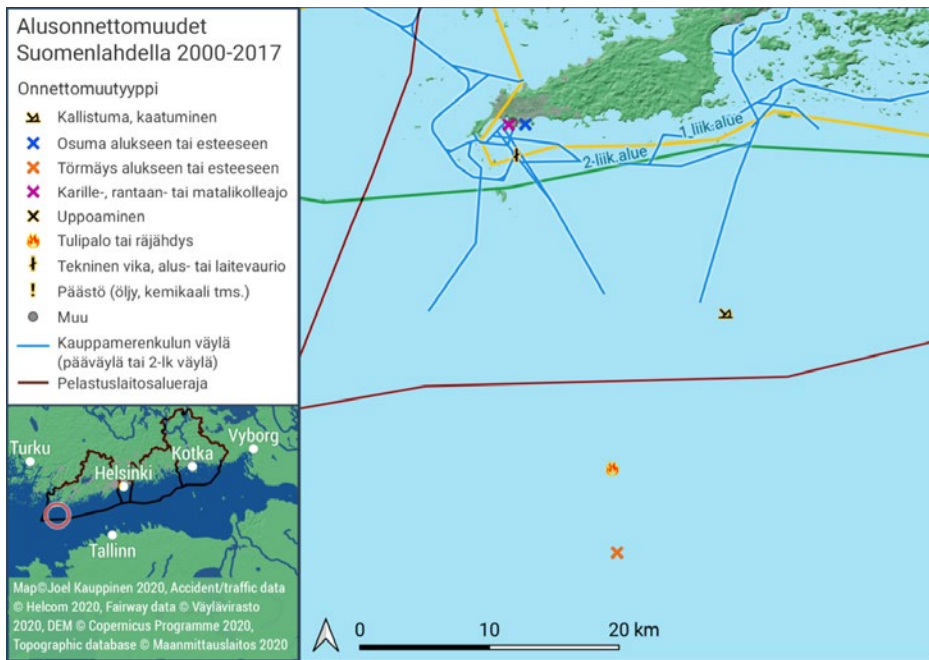 Alusonnettomuudet
Suomenlahdella 2000-2017
Onnettomuutyyppi
Kallistuma, kaatuminen
Osuma alukseen tai esteeseen
Törmäys alukseen tai esteeseen
Karille-, rantaan- tai matalikolleajo
Uppoaminen
Tulipalo tai räjähdys
Tekninen vika, alus- tai laitevaurio
Päästö (öljy, kemikaali tms.)
Muu
Kauppamerenkulun väylä
(pääväylä tai 2-lk väylä)
Pelastuslaitosalueraja
1 liik.alue
2-liik.alue
Turku
Vyborg
Kotka
Helsinki
Tallinn
Map©Joel Kauppinen 2020, Accident/traffic data
© Helcom 2020, Fairway data © Väylävirasto
2020, DEM © Copernicus Programme 2020,
Topographic database © Maanmittauslaitos 2020
0 10 20 km